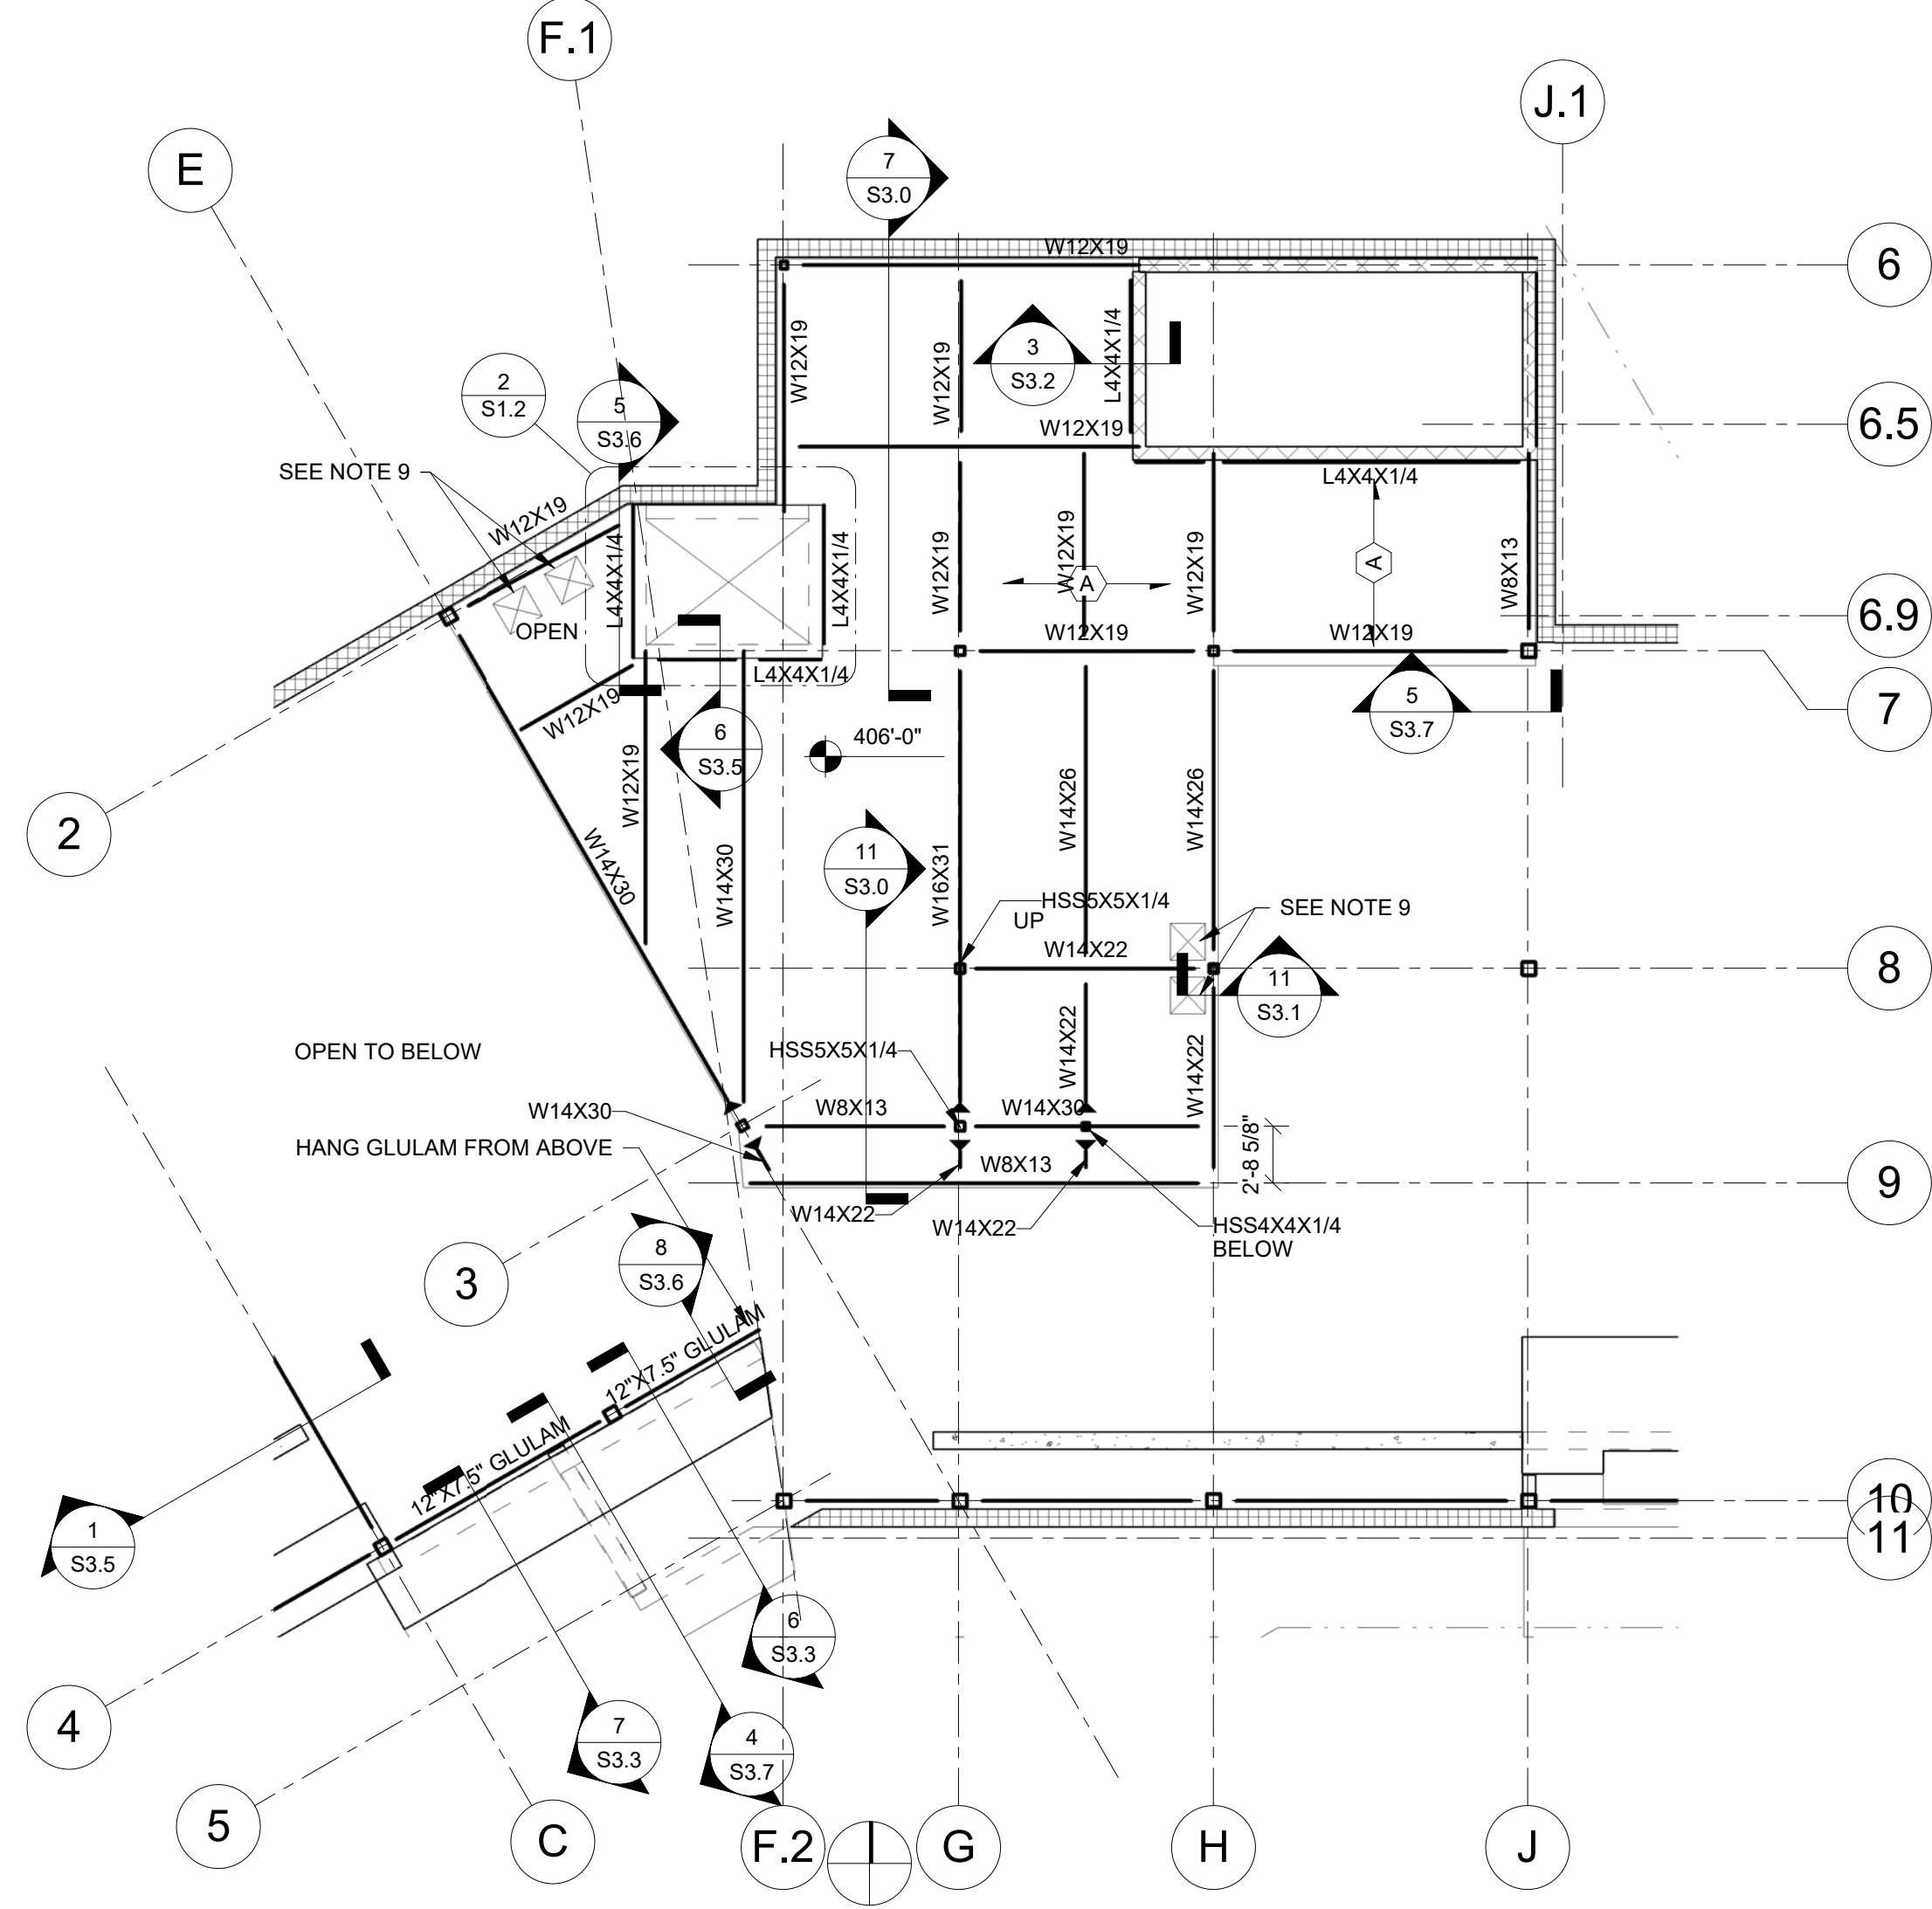 F.1
J.1
E
7
S3.0
W12X19
6
W12X19
W12X19
3
S3.2
L4X4X1/4
2
S1.2
5
S3.6
W12X19
6.5
SEE NOTE 9
L4X4X1/4
W12X19
L4X4X1/4
L4X4X1/4
W12X19
W12X19
A
W12X19
A
W8X13
OPEN
W12X19
W12X19
6.9
L4X4X1/4
W12X19
5
S3.7
7
6
S3.5
406'-0"
W12X19
2
W14X30
W14X30
11
S3.0
W16X31
W14X26
W14X26
HSS5X5X1/4
UP
SEE NOTE 9
W14X22
8
11
S3.1
OPEN TO BELOW
HSS5X5X1/4
W14X22
W14X22
W14X30
W8X13
W14X30
HANG GLULAM FROM ABOVE
W8X13
2'-8 5/8"
9
W14X22
W14X22
HSS4X4X1/4
BELOW
8
S3.6
3
12"X7.5" GLULAM
12"X7.5" GLULAM
10
11
1
S3.5
6
S3.3
4
7
S3.3
4
S3.7
5
C
F.2
G
H
J